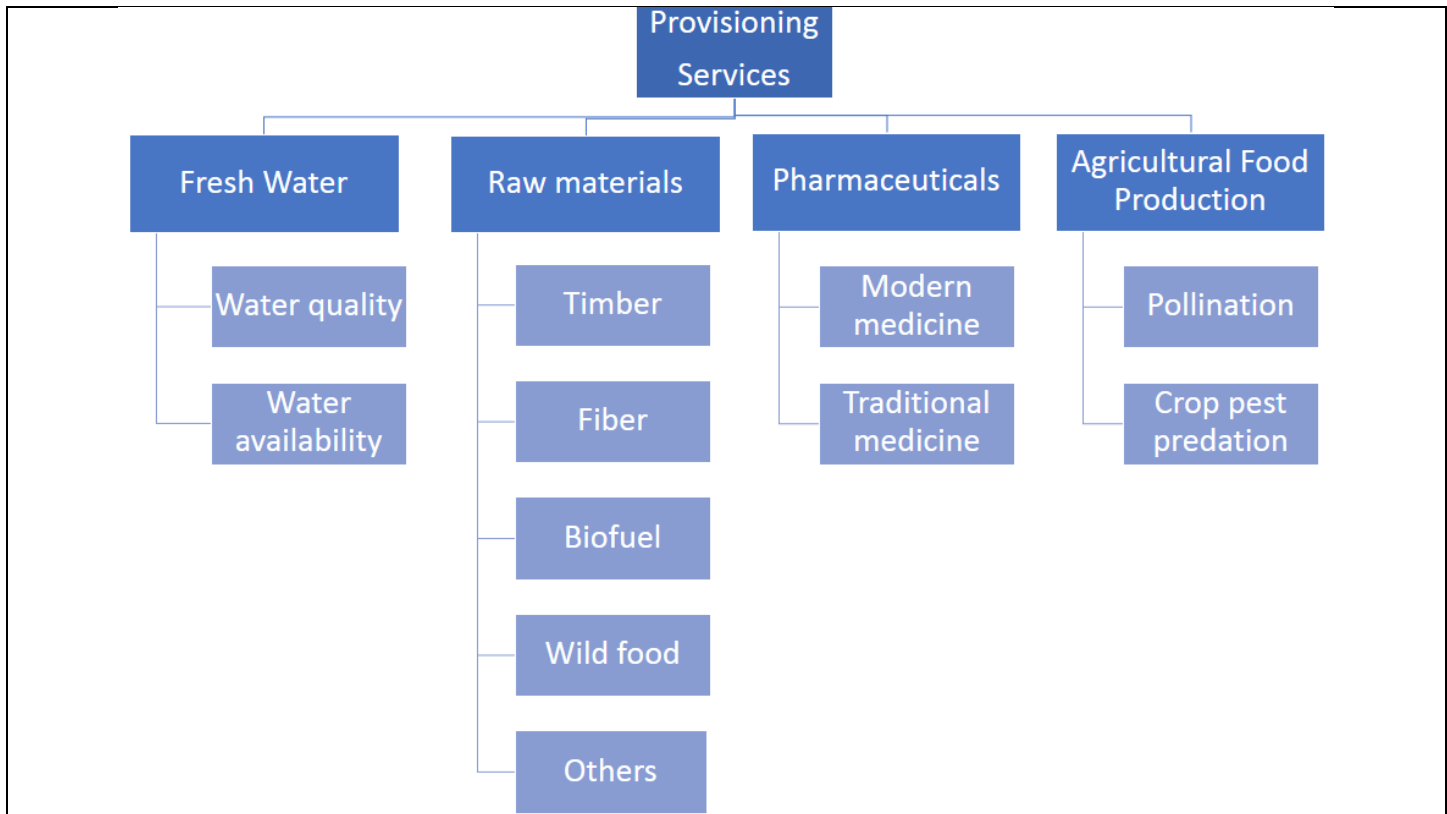 Provisioning
Services
Fresh Water
Water quality
Water
availability
Raw materials
Timber
Fiber
Biofuel
Wild food
Others
Pharmaceuticals
Modern
medicine
Traditional
medicine
Agricultural Food
Production
Pollination
Crop pest
predation